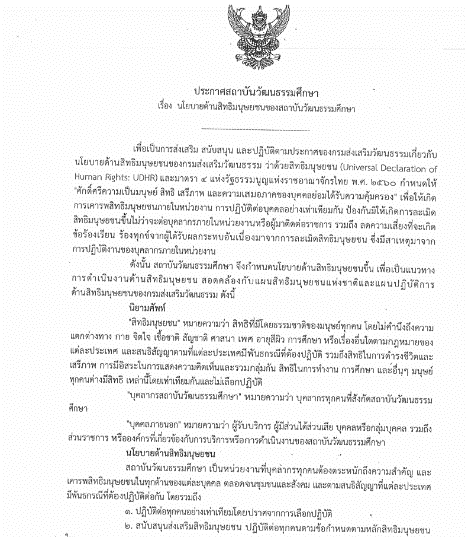 ประกาศสถาบันวัฒนธรรมศึกษา
เรื่อง นโยบายด้านสิทธิมนุษยชนของสถาบันวัฒนธรรมศึกษา
เพื่อเป็นการส่งเสริม สนับสนุน และปฏิบัติตามประกาศของกรมส่งเสริมวัฒนธรรมเกี่ยวกับ
นโยบายด้านสิทธิมนุษยชนของกรมส่งเสริมวัฒนธรรม ว่าด้วยสิทธิมนุษยชน (Universal Declaration of
Human Rights: UDHR) และมาตรา ๔ แห่งรัฐธรรมนูญแห่งราชอาณาจักรไทย พ.ศ. ๒๕๖๐ กำหนดให้
"ศักดิ์ศรีความเป็นมนุษย์ สิทธิ เสรีภาพ และความเสมอภาคของบุคคลย่อมได้รับความคุ้มครอง" เพื่อให้เกิด
การเคารพสิทธิมนุษยชนภายในหน่วยงาน การปฏิบัติต่อบุคคลอย่างเท่าเทียมกัน ป้องกันมิให้เกิดการละเมิด
สิทธิมนุษยชนขึ้นไม่ว่าจะต่อบุคลากรภายในหน่วยงานหรือผู้มาติดต่อราชการ รวมถึง ลดความเสี่ยงที่จะเกิด
ข้อร้องเรียน ร้องทุกข์จากผู้ได้รับผลกระทบอันเนื่องมาจากการละเมิดสิทธิมนุษยชน ซึ่งมีสาเหตุมาจาก
การปฏิบัติงานของบุคลากรภายในหน่วยงาน
ดังนั้น สถาบันวัฒนธรรมศึกษา จึงกำหนดนโยบายด้านสิทธิมนุษยชนขึ้น เพื่อเป็นแนวทาง
การดำเนินงานด้านสิทธิมนุษยชน สอดคล้องกับแผนสิทธิมนุษยชนแห่งชาติและแผนปฏิบัติการ
ด้านสิทธิมนุษยชนของกรมส่งเสริมวัฒนธรรม ดังนี้
นิยามศัพท์
"สิทธิมนุษยชน" หมายความว่า สิทธิที่มีโดยธรรมชาติของมนุษย์ทุกคน โดยไม่คำนึงถึงความ
แตกต่างทาง กาย จิตใจ เชื้อชาติ สัญชาติ ศาสนา เพศ อายุ สีผิว การศึกษา หรือเรื่องอื่นใดตามกฎหมายของ
แต่ละประเทศ และสนธิสัญญาตามที่แต่ละประเทศมีพันธกรณีที่ต้องปฏิบัติ รวมถึงสิทธิในการดำรงชีวิตและ
เสรีภาพ การมีอิสระในการแสดงความคิดเห็นและรวมกลุ่มกัน สิทธิในการทำงาน การศึกษา และอื่นๆ มนุษย์
ทุกคนต่างมีสิทธิ เหล่านี้โดยเท่าเทียมกันและไม่เลือกปฏิบัติ
"บุคลากรสถาบันวัฒนธรรมศึกษา" หมายความว่า บุคลากรทุกคนที่สังกัดสถาบันวัฒนธรรม
ศึกษา
"บุคคลภายนอก" หมายความว่า ผู้รับบริการ ผู้มีส่วนได้ส่วนเสีย บุคคลหรือกลุ่มบุคคล รวมถึง
ส่วนราชการ หรือองค์กรที่เกี่ยวข้องกับการบริการหรือการดำเนินงานของสถาบันวัฒนธรรมศึกษา
นโยบายด้านสิทธิมนุษยชน
สถาบันวัฒนธรรมศึกษา เป็นหน่วยงานที่บุคลากรทุกคนต้องตระหนักถึงความสำคัญ และ
เคารพสิทธิมนุษยชนในทุกด้านของแต่ละบุคคล ตลอดจนชุมชนและสังคม และตามสนธิสัญญาที่แต่ละประเทศ
มีพันธกรณีที่ต้องปฏิบัติต่อกัน โดยรวมถึง
๑. ปฏิบัติต่อทุกคนอย่างเท่าเทียมโดยปราศจากการเลือกปฏิบัติ
๒. สนับสนุนส่งเสริมสิทธิมนุษยชน ปฏิบัติต่อทุกคนตามข้อกำหนดตามหลักสิทธิมนุษยชน